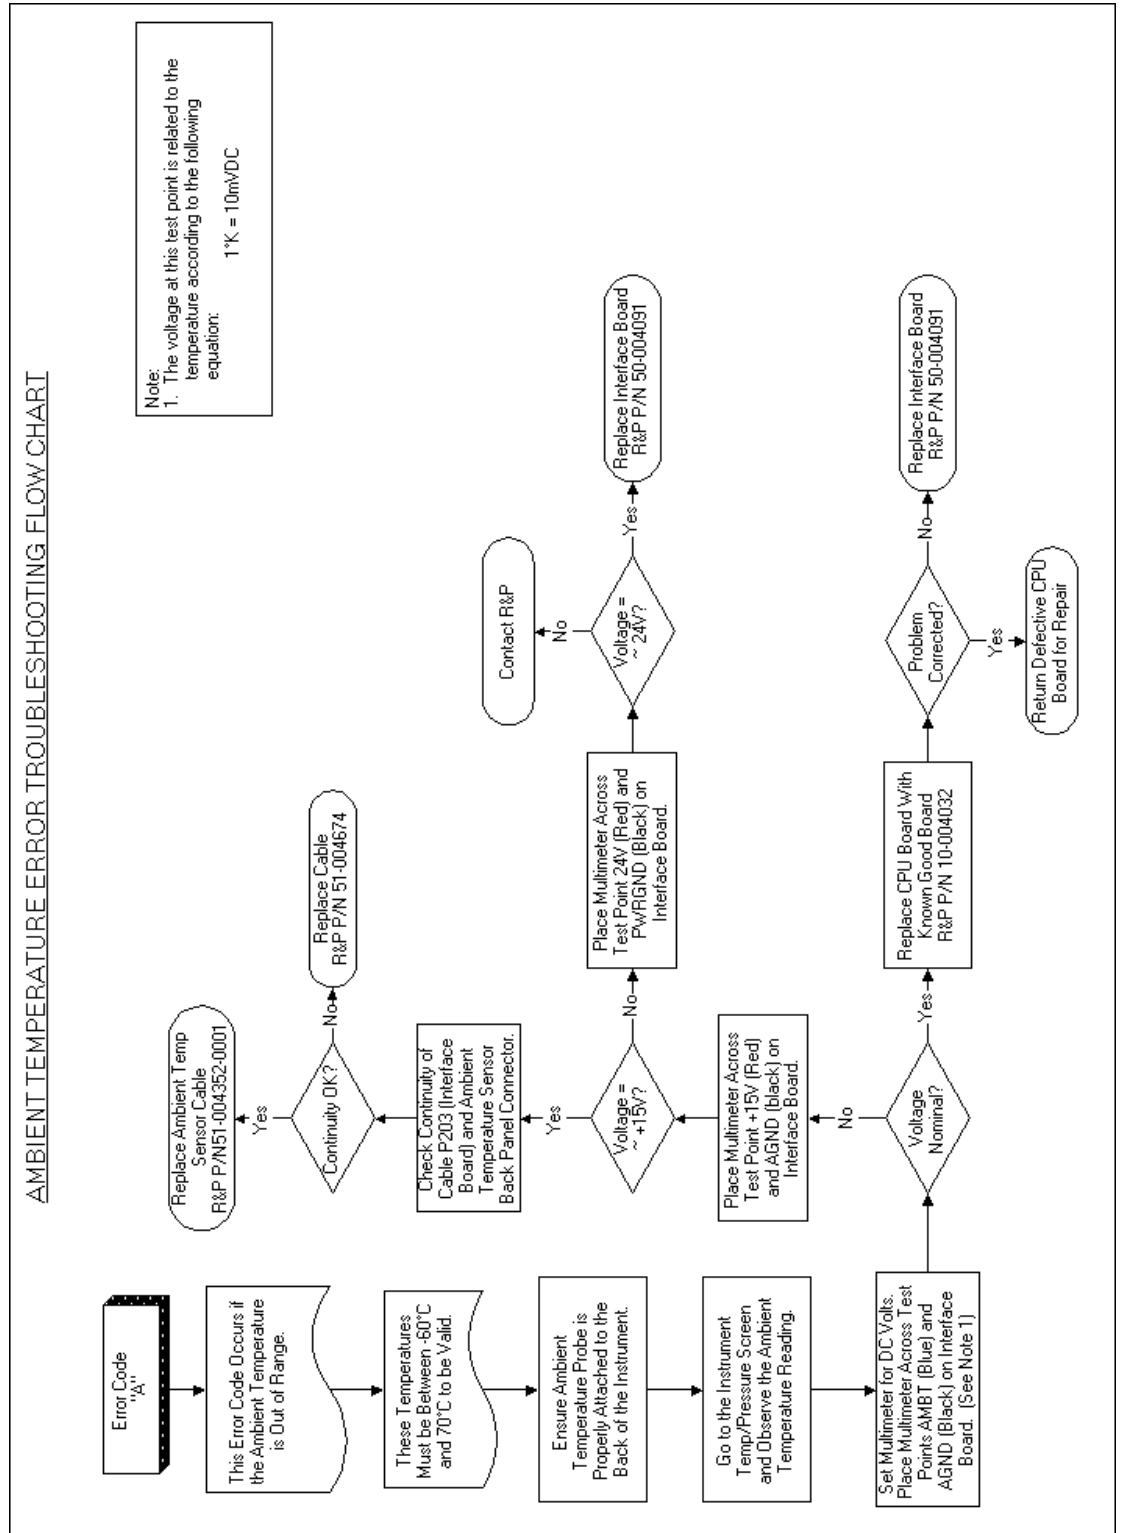 AMBIENT TEMPERATURE ERROR TROUBLESHOOTING FLOW CHART
Error Code
"A"
This Error Code Occurs if
the Ambient Temperature
is Out of Range.
These Temperatures
Must be Between -60°C
and 70°C to be Valid.
Ensure Ambient
Temperature Probe is
Properly Attached to the
Back of the Instrument.
Go to the Instrument
Temp/Pressure Screen
and Observe the Ambient
Temperature Reading.
Set Multimeter for DC Volts.
Place Multimeter Across Test
Points AMBT (Blue) and
AGND (Black) on Interface
Board. (See Note 1)
Voltage
Nominal?
No
Yes
Place Multimeter Across
Test Point +15V (Red)
and AGND (black) on
Interface Board.
Voltage =
~ +15V?
Yes
No
Check Continuity of
Cable P203 (Interface
Board) and Ambient
Temperature Sensor
Back Panel Connector.
Continuity OK?
Yes
No
Replace Ambient Temp
Sensor Cable
R&P P/N51-004352-0001
Replace Cable
R&P P/N 51-004674
Place Multimeter Across
Test Point 24V (Red) and
PWRGND (Black) on
Interface Board.
Voltage =
~ 24V?
No
Yes
Contact R&P
Replace Interface Board
R&P P/N 50-004091
Replace CPU Board With
Known Good Board
R&P P/N 10-004032
Problem
Corrected?
No
Yes
Replace Interface Board
R&P P/N 50-004091
Return Defective CPU
Board for Repair
Note:
1. The voltage at this test point is related to the
temperature according to the following
equation:
1°K = 10mVDC